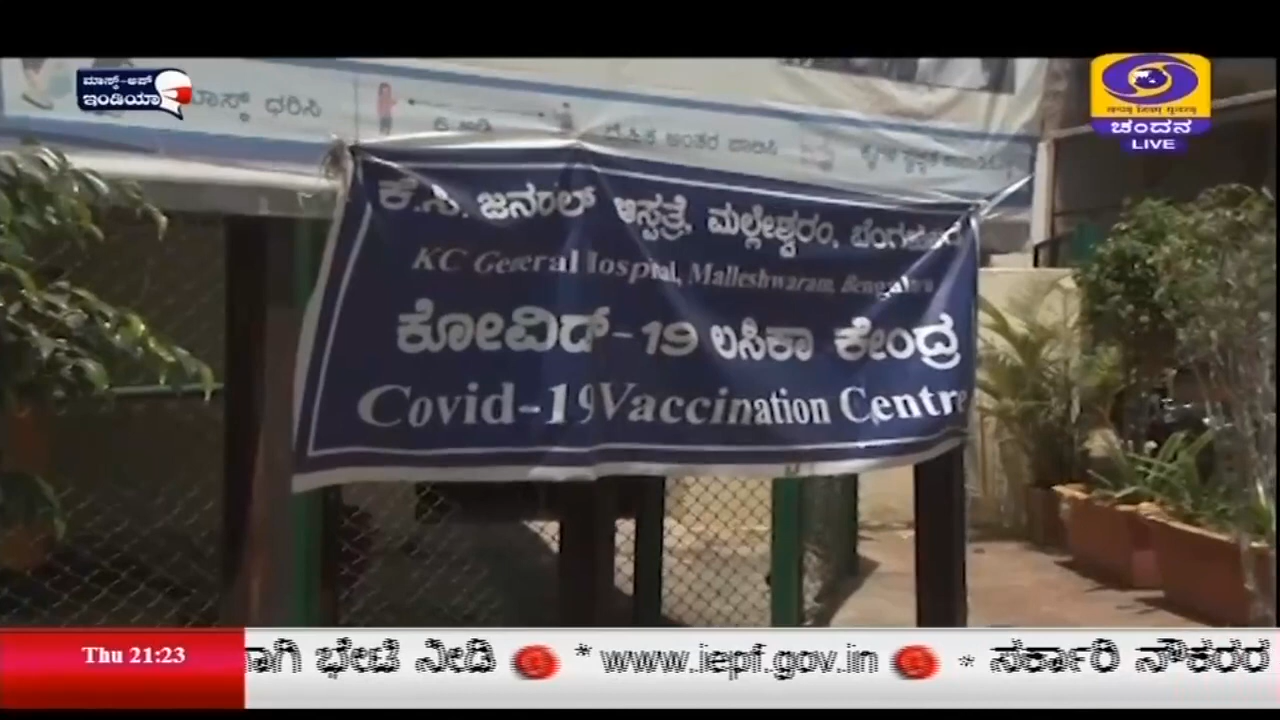 ಮಾಸ್ಕ್-ಅಪ್
ಇಂಡಿಯಾ
ಮಾಸ್ಕ್ ಧರಿಸಿ
ಅಂತರ ಪಾಲಿಸಿ
ಚಂದನ
LIVE
ಕೆ.ಸಿ. ಜನರಲ್ ಆಸ್ಪತ್ರೆ, ಮಲ್ಲೇಶ್ವರಂ, ಬೆಂಗಳೂರು
KC General Hospital, Malleshwaram, Bengaluru
ಕೋವಿಡ್-19 ಲಸಿಕಾ ಕೇಂದ್ರ
Covid-19 Vaccination Centre
Thu 21:23
ಭೇಟಿ ನೀಡಿ * www.iepf.gov.in * ಸರ್ಕಾರಿ ನೌಕರರ